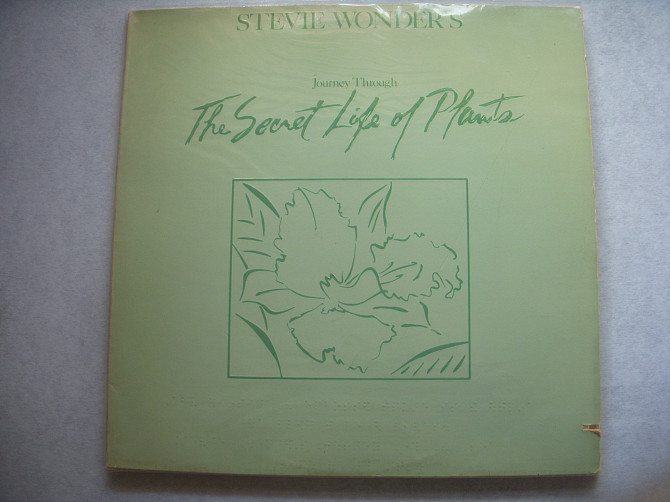 STEVIE WONDER'S
Journey Through
The Secret Life of Plants